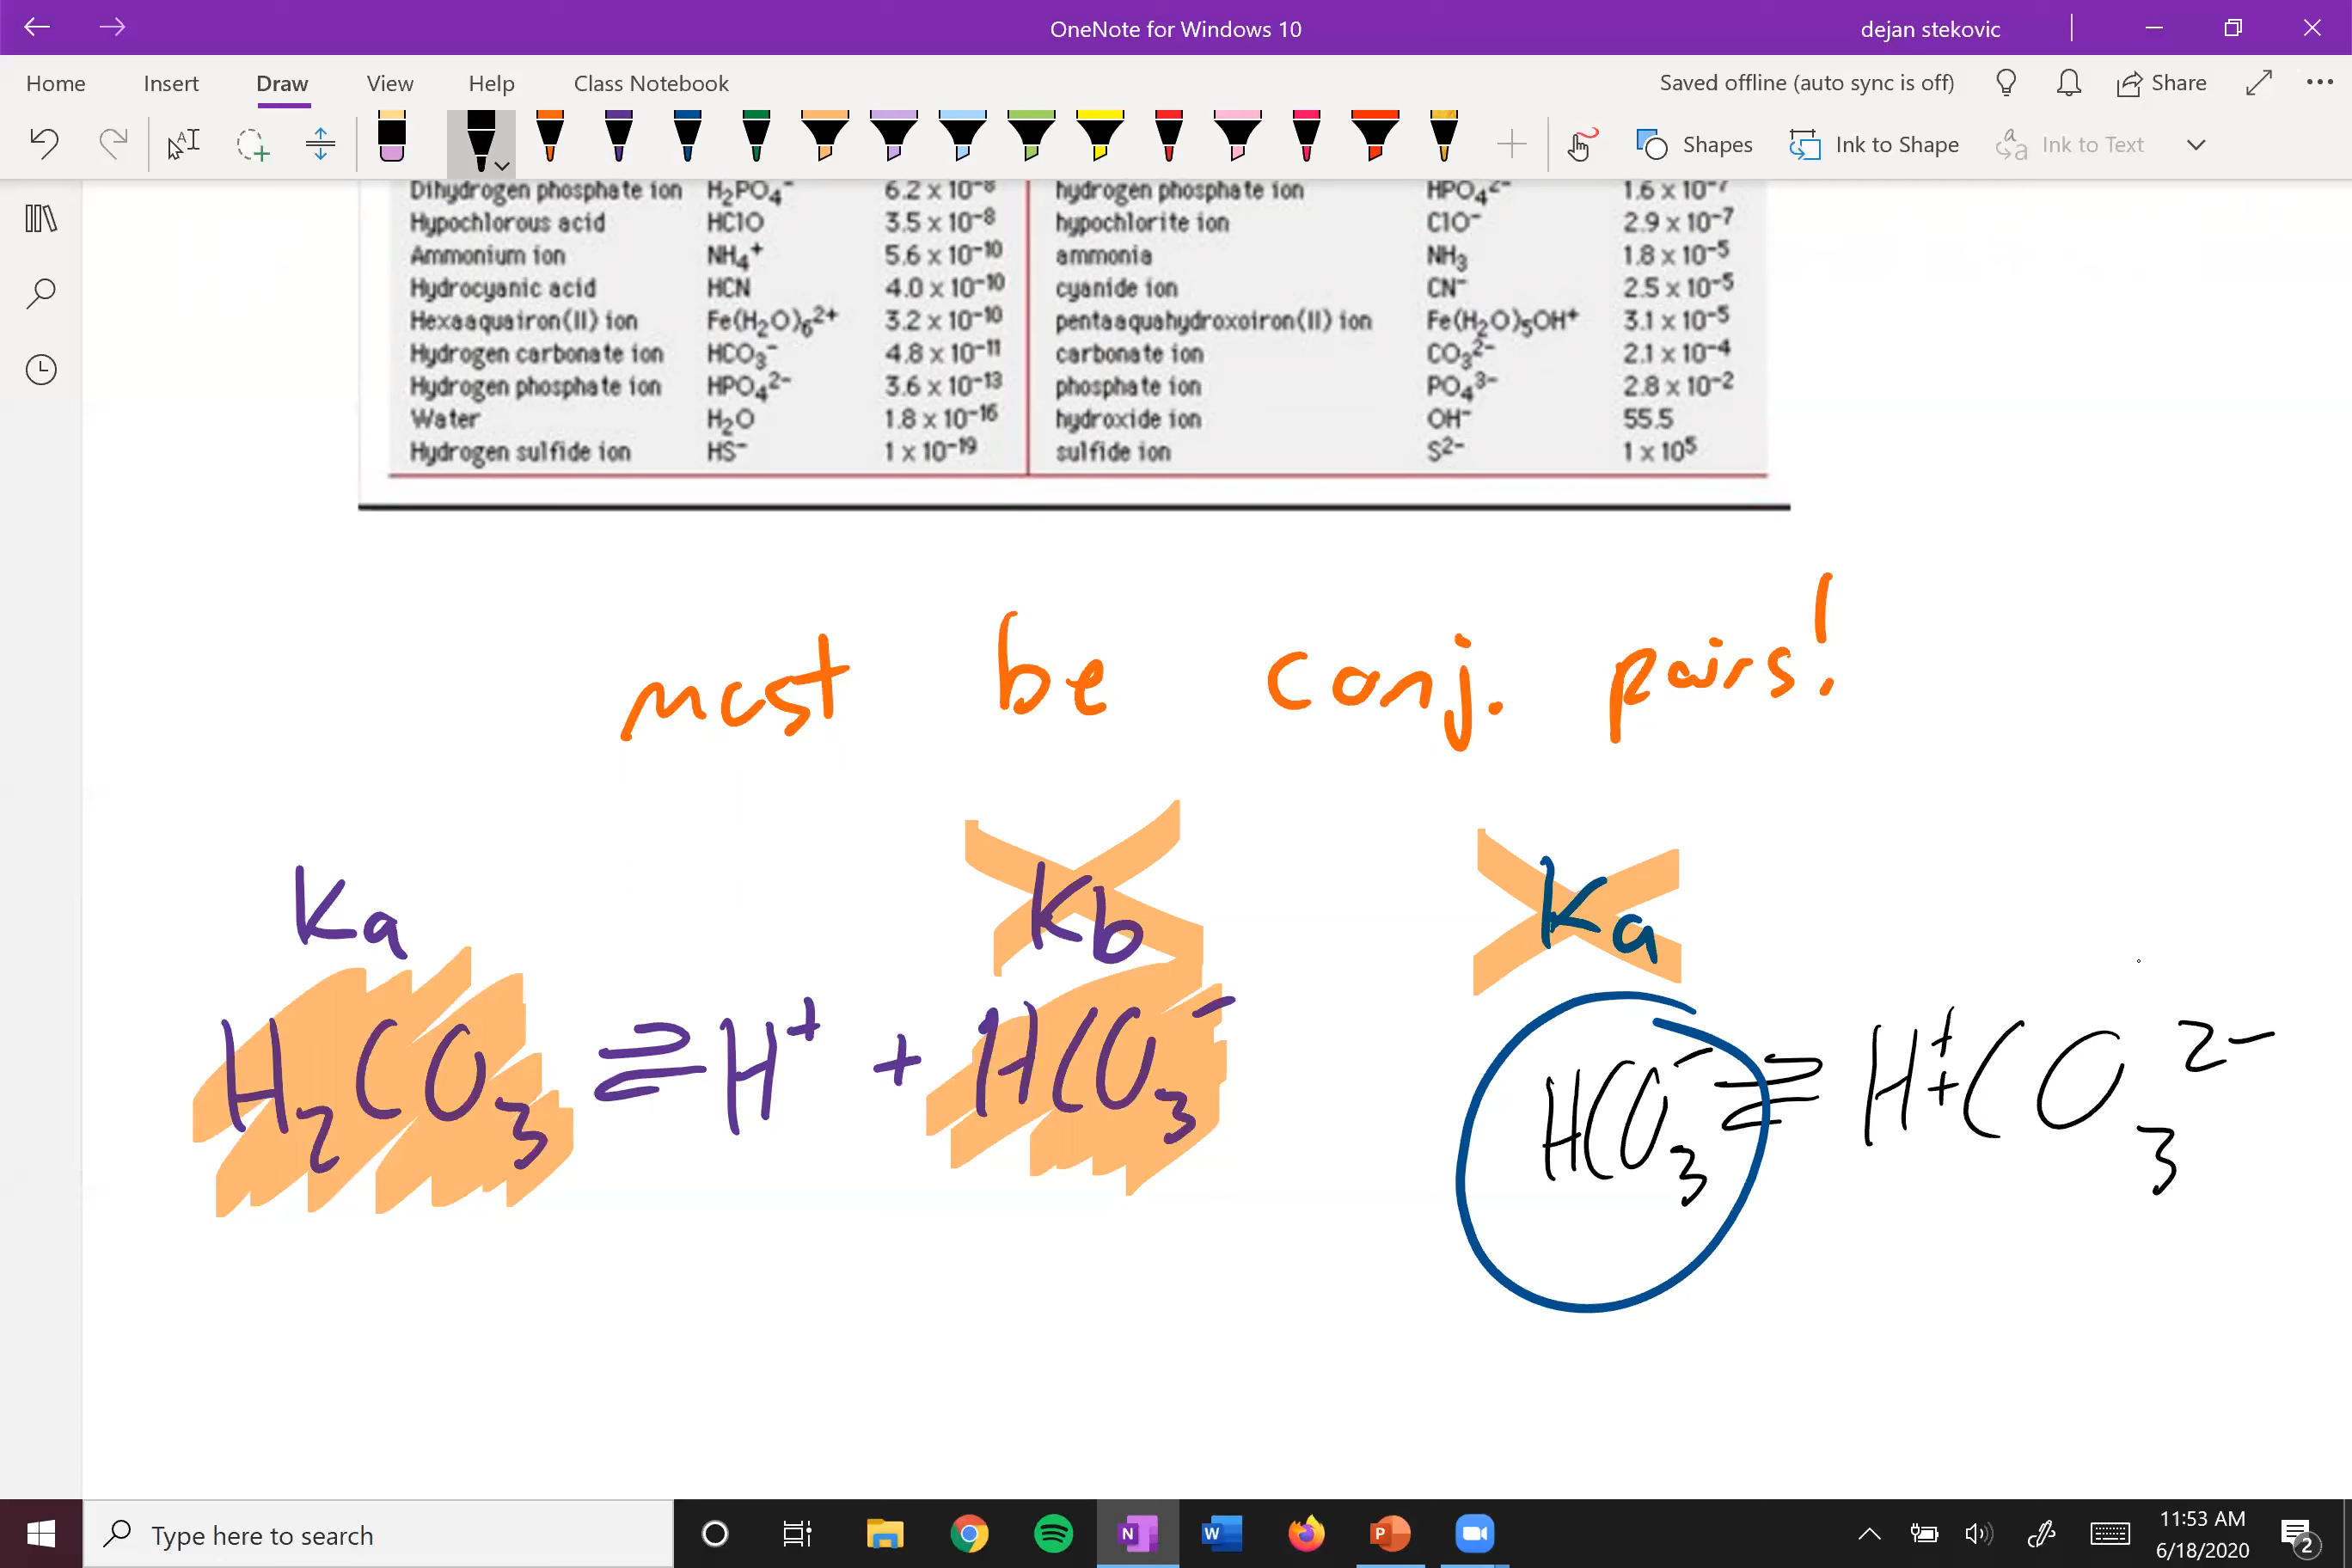 OneNote for Windows 10
dejan stekovic
Home Insert Draw View Help Class Notebook
Saved offline (auto sync is off) Share
Shapes Ink to Shape Ink to Text
Dihydrogen phosphate ion H₂PO₄⁻ 6.2 x 10⁻⁸ hydrogen phosphate ion HPO₄²⁻ 1.6 x 10⁻⁷
Hypochlorous acid HClO 3.5 x 10⁻⁸ hypochlorite ion ClO⁻ 2.9 x 10⁻⁷
Ammonium ion NH₄⁺ 5.6 x 10⁻¹⁰ ammonia NH₃ 1.8 x 10⁻⁵
Hydrocyanic acid HCN 4.0 x 10⁻¹⁰ cyanide ion CN⁻ 2.5 x 10⁻⁵
Hexaaquairon(II) ion Fe(H₂O)₆²⁺ 3.2 x 10⁻¹⁰ pentaaquahydroxoiron(II) ion Fe(H₂O)₅OH⁺ 3.1 x 10⁻⁵
Hydrogen carbonate ion HCO₃⁻ 4.8 x 10⁻¹¹ carbonate ion CO₃²⁻ 2.1 x 10⁻⁴
Hydrogen phosphate ion HPO₄²⁻ 3.6 x 10⁻¹³ phosphate ion PO₄³⁻ 2.8 x 10⁻²
Water H₂O 1.8 x 10⁻¹⁶ hydroxide ion OH⁻ 55.5
Hydrogen sulfide ion HS⁻ 1 x 10⁻¹⁹ sulfide ion S²⁻ 1 x 10⁵
must be conj. pairs!
Ka Kb Ka
H₂CO₃ ⇌ H⁺ + HCO₃⁻ HCO₃⁻ ⇌ H⁺ + CO₃²⁻
Type here to search
11:53 AM
6/18/2020
2